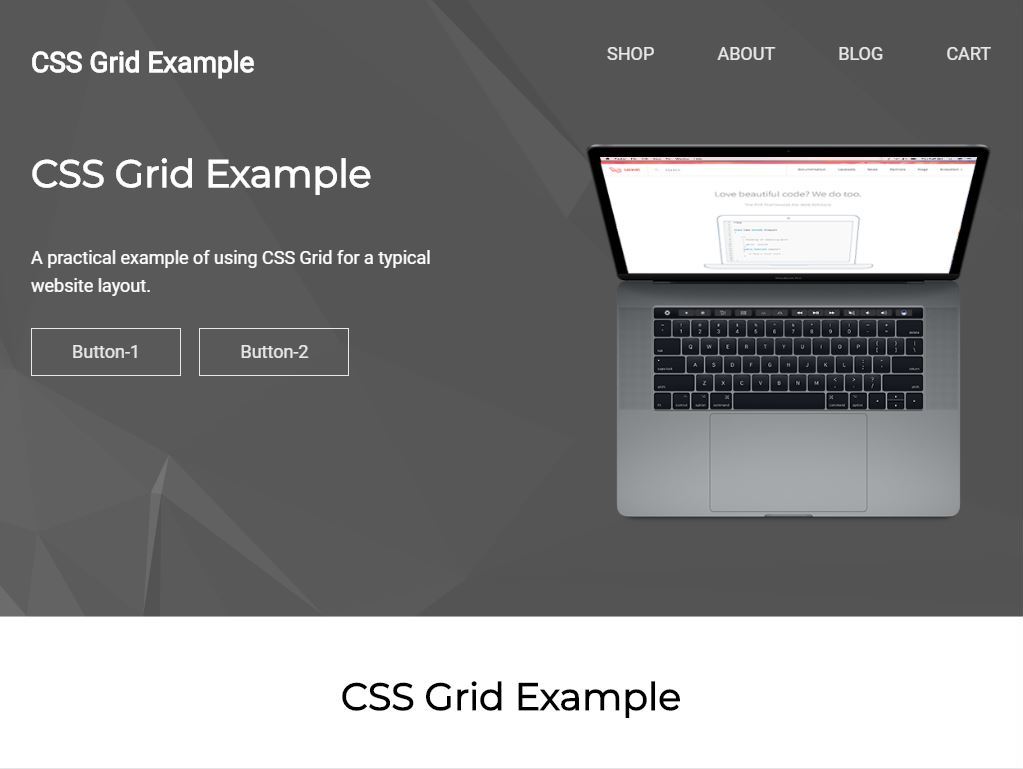 CSS Grid Example
SHOP ABOUT BLOG CART
CSS Grid Example
A practical example of using CSS Grid for a typical
website layout.
Button-1 Button-2
Love beautiful code? We do too.
CSS Grid Example